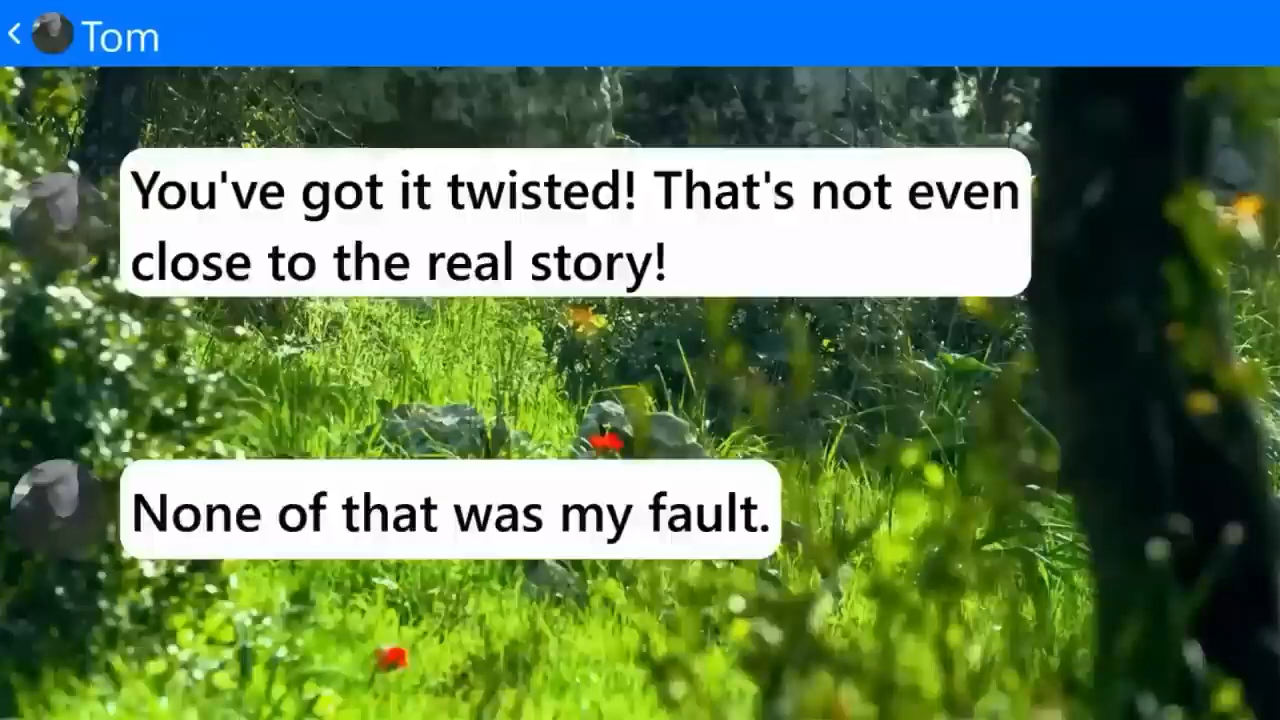 Tom
You've got it twisted! That's not even
close to the real story!
None of that was my fault.